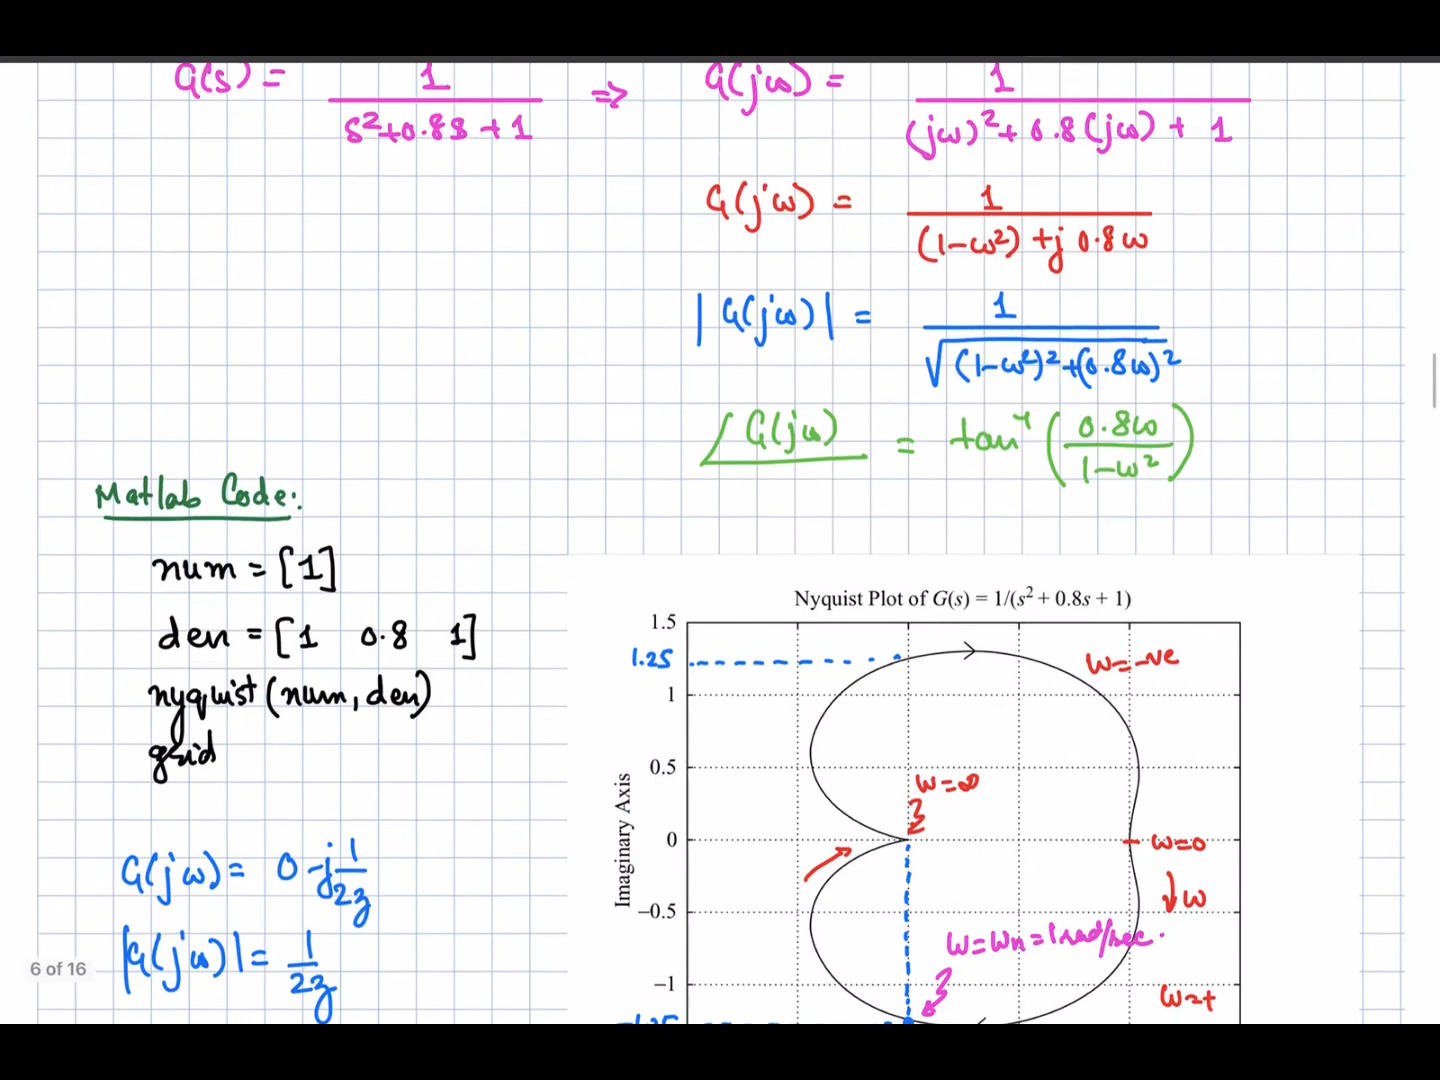 G(s) = 1 / (s² + 0.8s + 1) ⇒ G(jω) = 1 / ((jω)² + 0.8(jω) + 1)
G(jω) = 1 / ((1-ω²) + j 0.8ω)
|G(jω)| = 1 / √((1-ω²)² + (0.8ω)²)
∠G(jω) = tan⁻¹(0.8ω / (1-ω²))
Matlab Code:
num = [1]
den = [1 0.8 1]
nyquist(num, den)
grid
G(jω) = 0 - j 1/2ζ
|G(jω)| = 1/2ζ
6 of 16
Nyquist Plot of G(s) = 1/(s² + 0.8s + 1)
1.5
1.25
ω = -ve
1
0.5
ω = ∞
Imaginary Axis
0
ω = 0
↓ω
-0.5
ω = ωn = 1 rad/sec.
-1
ω = +